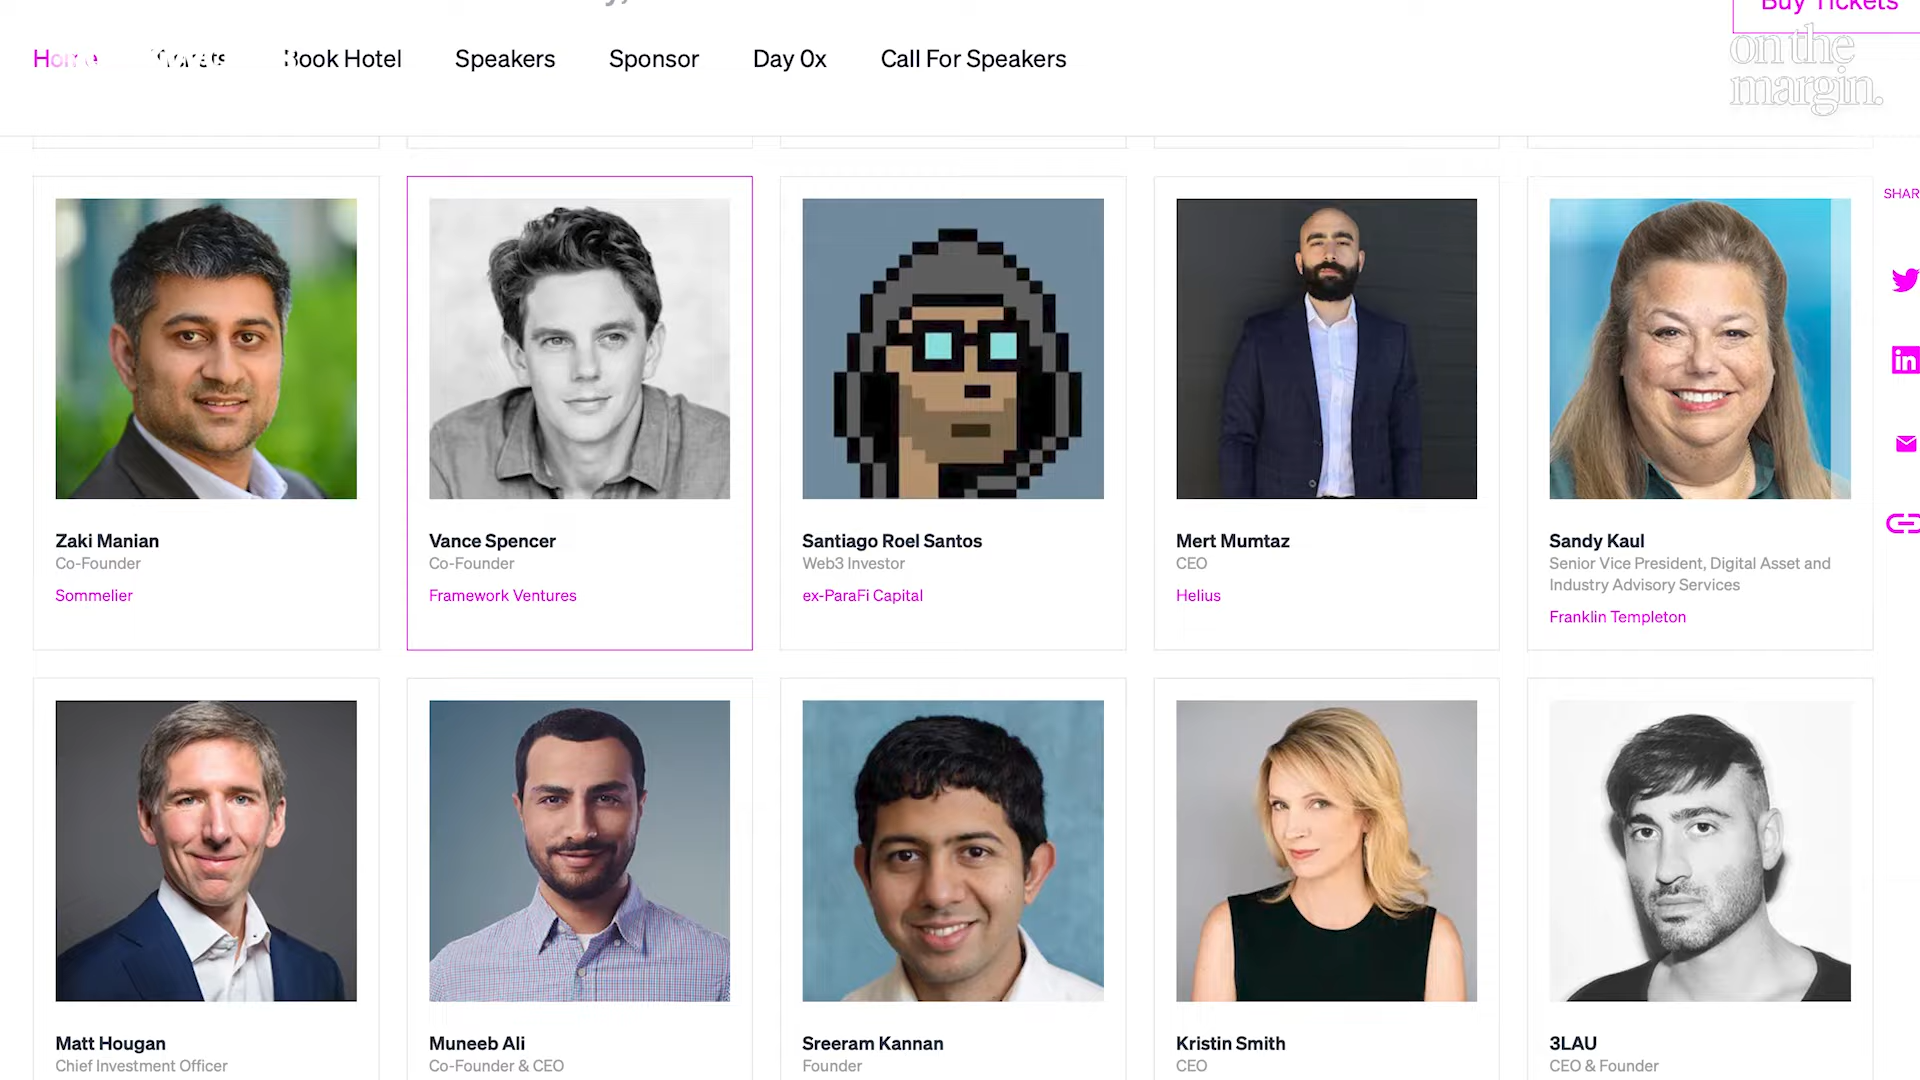 Buy Tickets
Home Book Hotel Speakers Sponsor Day 0x Call For Speakers
on the
margin.
SHAR
Zaki Manian
Co-Founder
Sommelier
Vance Spencer
Co-Founder
Framework Ventures
Santiago Roel Santos
Web3 Investor
ex-ParaFi Capital
Mert Mumtaz
CEO
Helius
Sandy Kaul
Senior Vice President, Digital Asset and
Industry Advisory Services
Franklin Templeton
Matt Hougan
Chief Investment Officer
Muneeb Ali
Co-Founder & CEO
Sreeram Kannan
Founder
Kristin Smith
CEO
3LAU
CEO & Founder